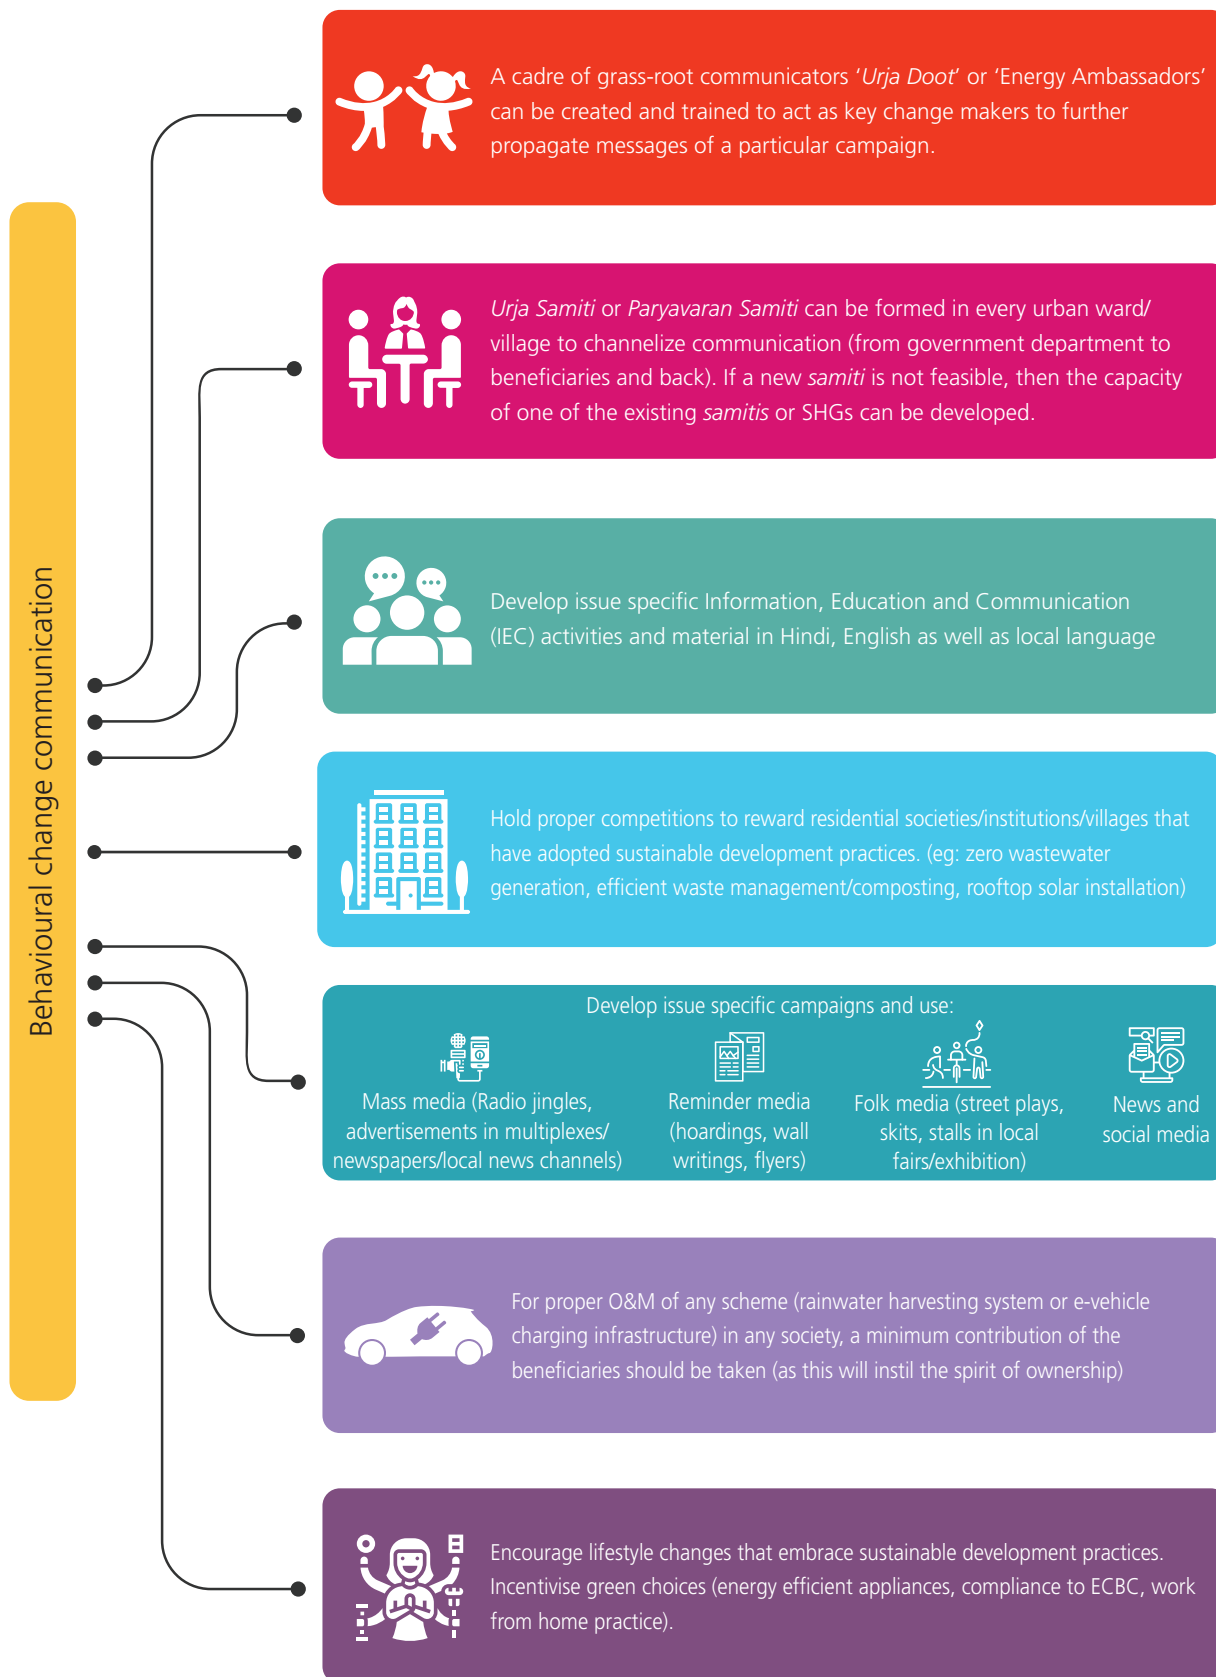 Behavioural change communication
A cadre of grass-root communicators ‘Urja Doot’ or ‘Energy Ambassadors’
can be created and trained to act as key change makers to further
propagate messages of a particular campaign.
Urja Samiti or Paryavaran Samiti can be formed in every urban ward/
village to channelize communication (from government department to
beneficiaries and back). If a new samiti is not feasible, then the capacity
of one of the existing samitis or SHGs can be developed.
Develop issue specific Information, Education and Communication
(IEC) activities and material in Hindi, English as well as local language
Hold proper competitions to reward residential societies/institutions/villages that
have adopted sustainable development practices. (eg: zero wastewater
generation, efficient waste management/composting, rooftop solar installation)
Develop issue specific campaigns and use:
Mass media (Radio jingles,
advertisements in multiplexes/
newspapers/local news channels)
Reminder media
(hoardings, wall
writings, flyers)
Folk media (street plays,
skits, stalls in local
fairs/exhibition)
News and
social media
For proper O&M of any scheme (rainwater harvesting system or e-vehicle
charging infrastructure) in any society, a minimum contribution of the
beneficiaries should be taken (as this will instil the spirit of ownership)
Encourage lifestyle changes that embrace sustainable development practices.
Incentivise green choices (energy efficient appliances, compliance to ECBC, work
from home practice).